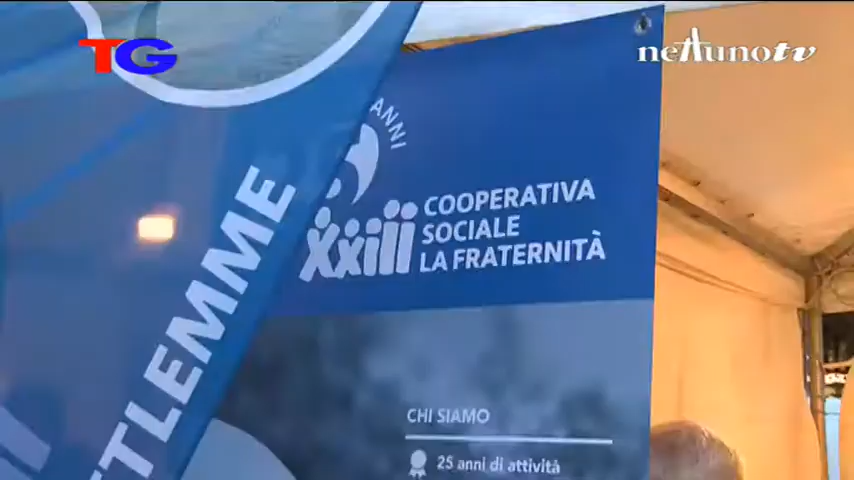 TG
nettunotv
ANNI
XXIII
COOPERATIVA
SOCIALE
LA FRATERNITÀ
TLEMME
CHI SIAMO
25 anni di attività